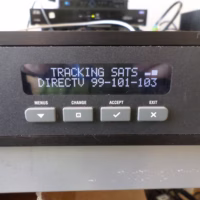 TRACKING SATS
DIRECTV 99-101-103
MENUS CHANGE ACCEPT EXIT